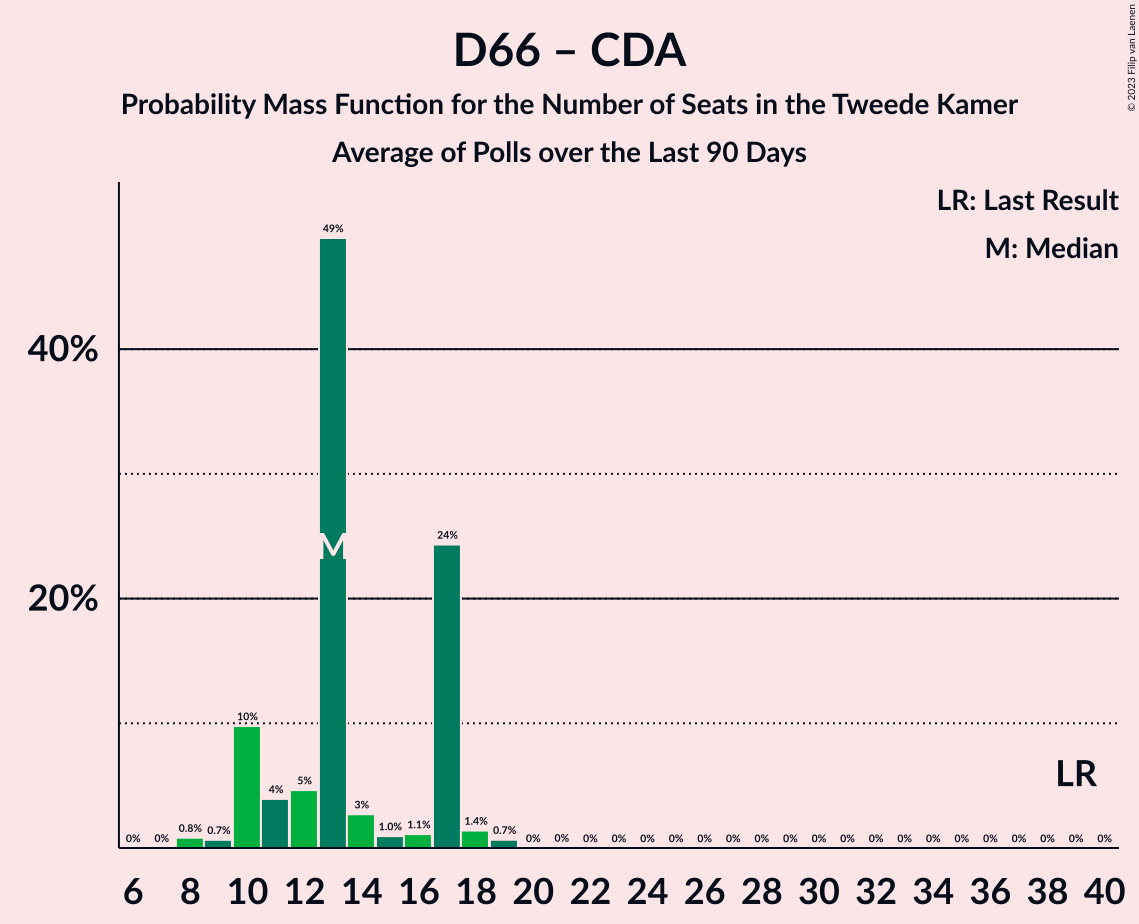 D66 – CDA
Probability Mass Function for the Number of Seats in the Tweede Kamer
Average of Polls over the Last 90 Days
© 2023 Filip van Laenen
LR: Last Result
M: Median
49%
40%
M
24%
20%
10%
LR
4%
5%
3%
0% 0% 0.8% 0.7% 1.0% 1.1% 1.4% 0.7% 0% 0% 0% 0% 0% 0% 0% 0% 0% 0% 0% 0% 0% 0% 0% 0% 0% 0% 0% 0% 0%
6 8 10 12 14 16 18 20 22 24 26 28 30 32 34 36 38 40